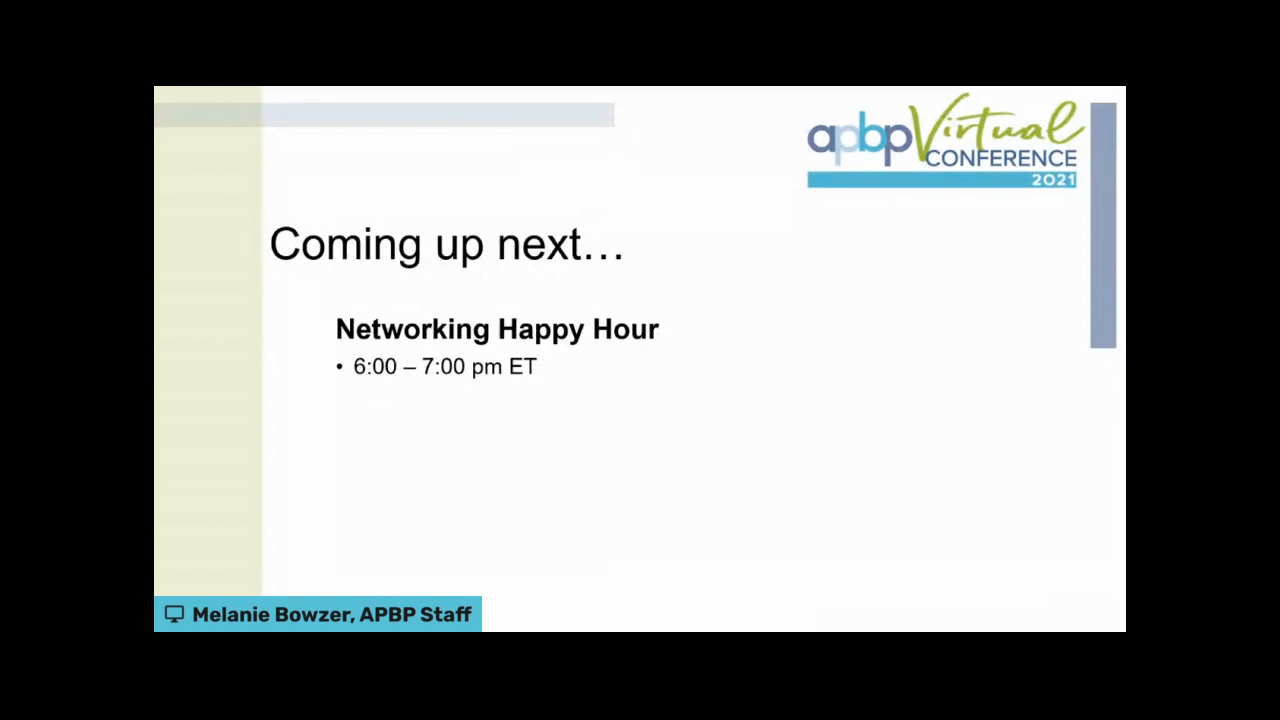 apbp Virtual
CONFERENCE
2021
Coming up next…
Networking Happy Hour
• 6:00 – 7:00 pm ET
Melanie Bowzer, APBP Staff